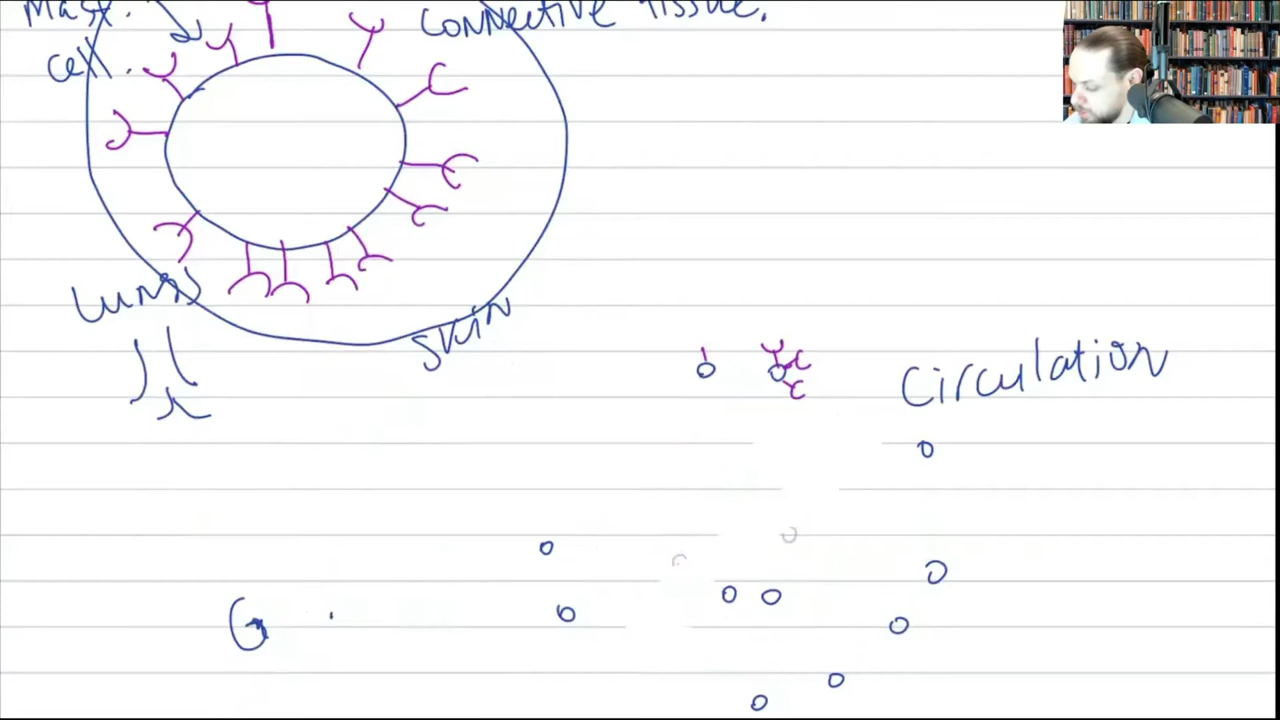 Mast.
connective tissue.
cell.
Lungs
skin
Circulation
G